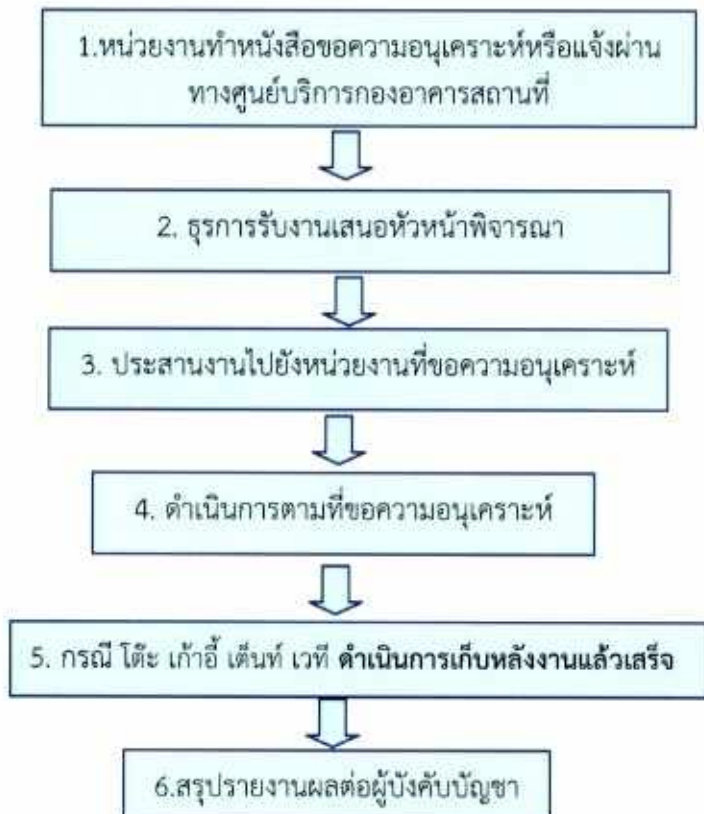 1.หน่วยงานทำหนังสือขอความอนุเคราะห์หรือแจ้งผ่าน
ทางศูนย์บริการกองอาคารสถานที่
2. ธุรการรับงานเสนอหัวหน้าพิจารณา
3. ประสานงานไปยังหน่วยงานที่ขอความอนุเคราะห์
4. ดำเนินการตามที่ขอความอนุเคราะห์
5. กรณี โต๊ะ เก้าอี้ เต็นท์ เวที ดำเนินการเก็บหลังงานแล้วเสร็จ
6.สรุปรายงานผลต่อผู้บังคับบัญชา